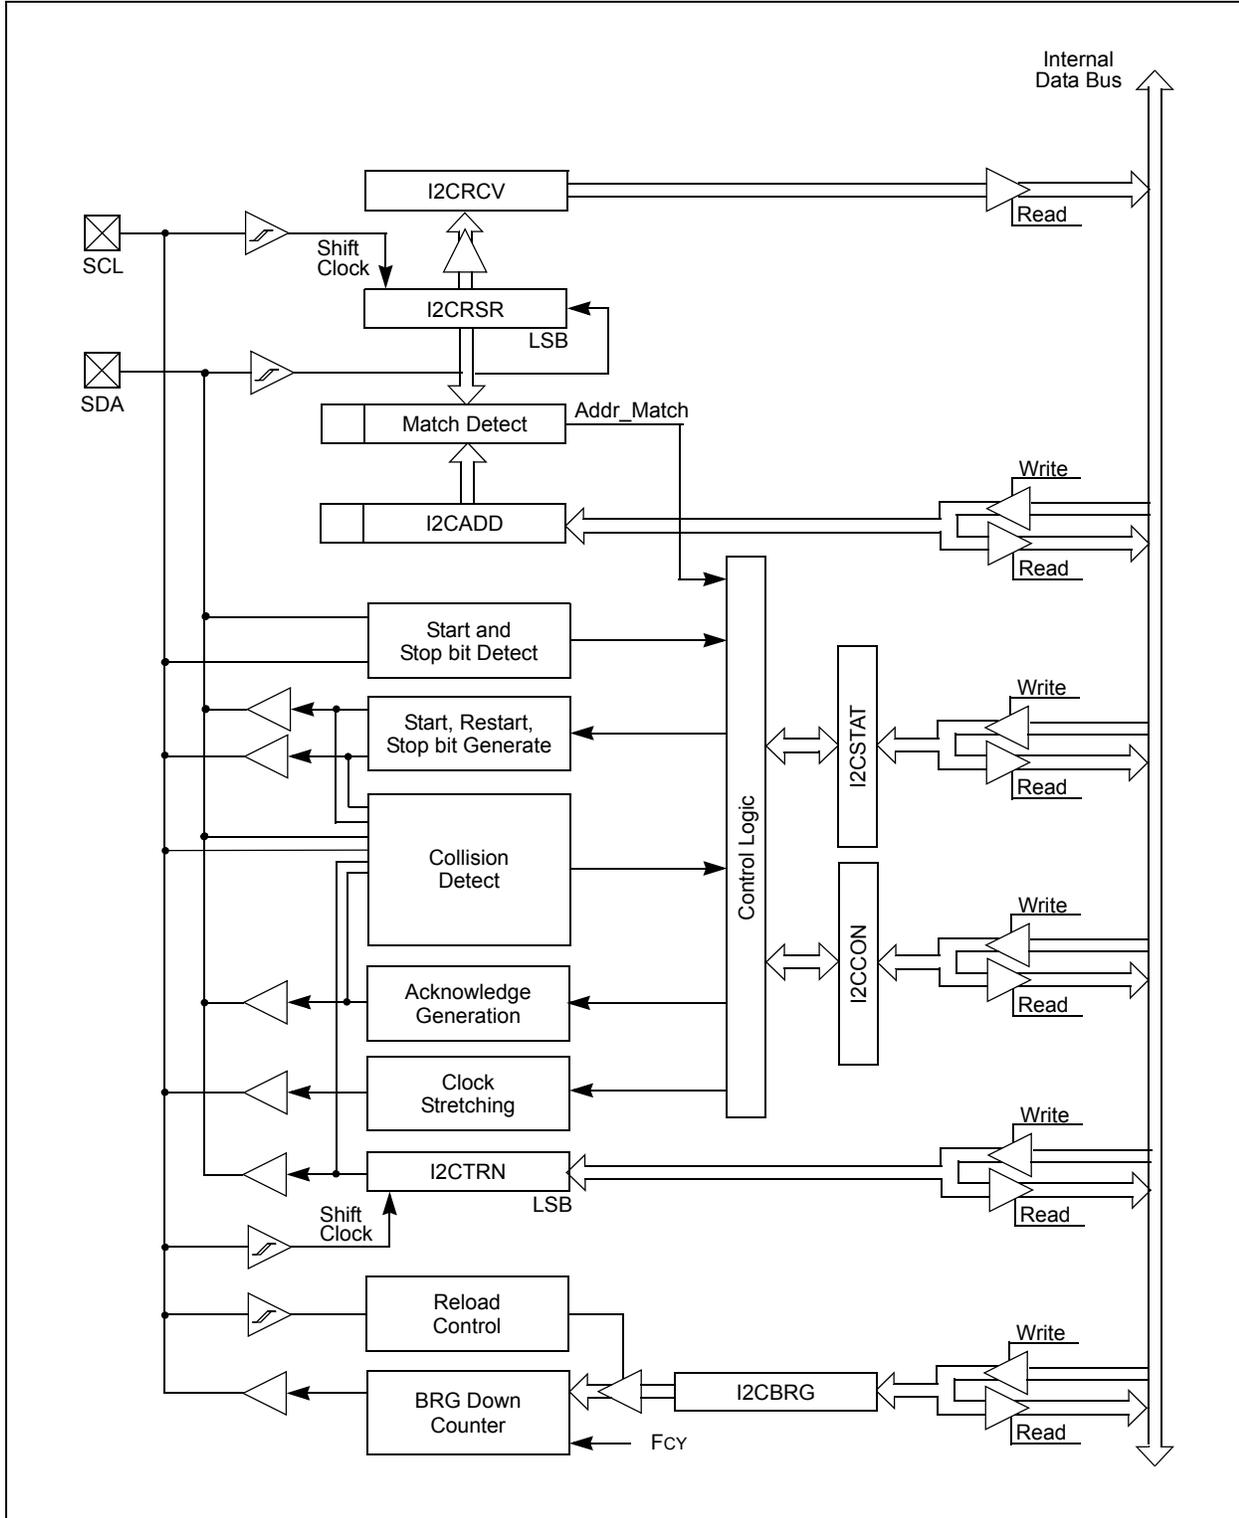 Internal
Data Bus
I2CRCV
Read
SCL
Shift
Clock
I2CRSR
LSB
SDA
Match Detect
Addr_Match
Write
I2CADD
Read
Start and
Stop bit Detect
Start, Restart,
Stop bit Generate
Write
I2CSTAT
Read
Collision
Detect
Control Logic
Write
I2CCON
Read
Acknowledge
Generation
Clock
Stretching
Write
I2CTRN
LSB
Read
Shift
Clock
Reload
Control
Write
BRG Down
Counter
I2CBRG
Read
FCY